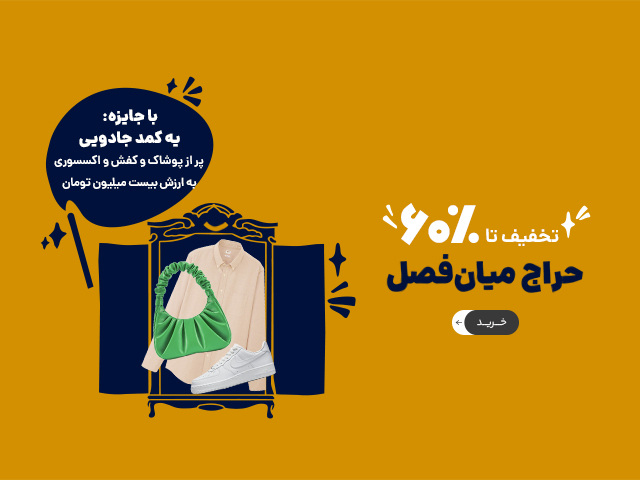 با جایزه:
یه کمد جادویی
پر از پوشاک و کفش و اکسسوری
به ارزش بیست میلیون تومان
تخفیف تا ۶۰٪
حراج میان‌فصل
خرید